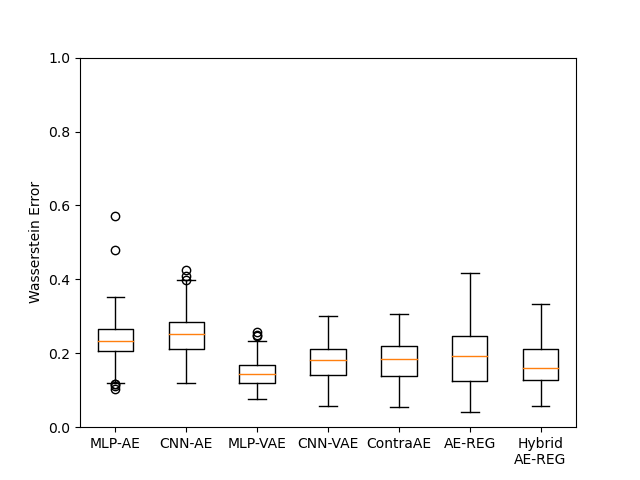 1.0
0.8
0.6
0.4
0.2
0.0
Wasserstein Error
MLP-AE CNN-AE MLP-VAE CNN-VAE ContraAE AE-REG Hybrid
AE-REG